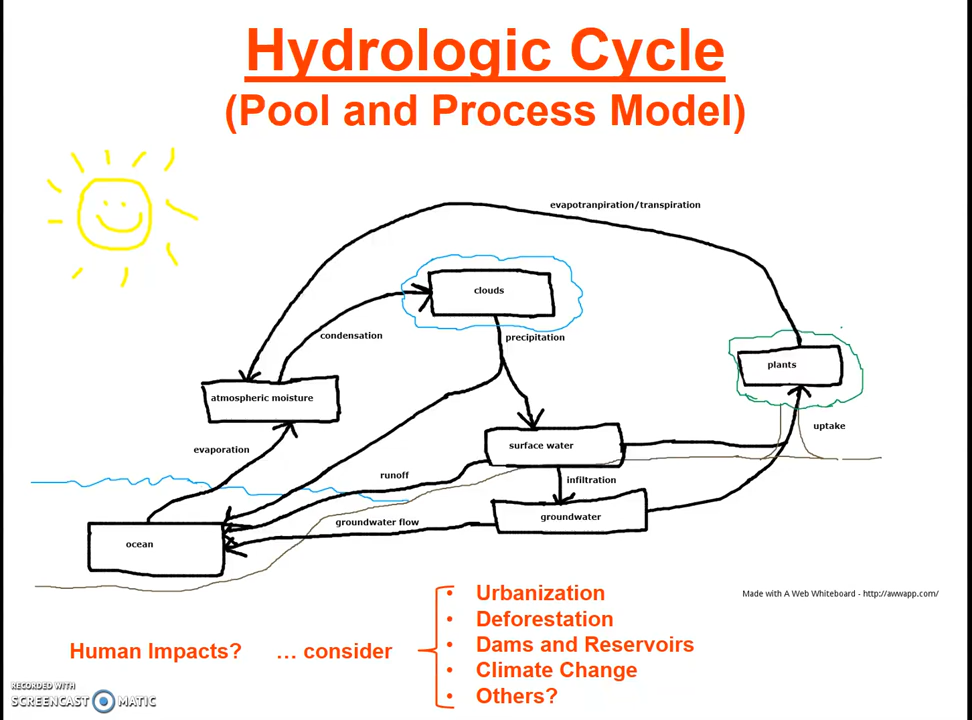 Hydrologic Cycle
(Pool and Process Model)
evapotranpiration/transpiration
clouds
condensation
precipitation
plants
atmospheric moisture
uptake
evaporation
surface water
runoff
infiltration
groundwater flow
groundwater
ocean
Made with A Web Whiteboard - http://awwapp.com/
Human Impacts? … consider
• Urbanization
• Deforestation
• Dams and Reservoirs
• Climate Change
• Others?
RECORDED WITH
SCREENCAST MATIC